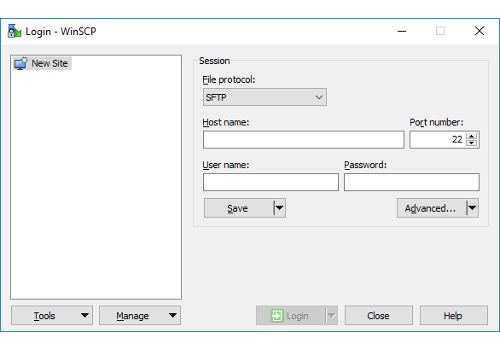 Login - WinSCP
New Site
Session
File protocol:
SFTP
Host name:
Port number:
22
User name:
Password:
Save
Advanced...
Tools
Manage
Login
Close
Help